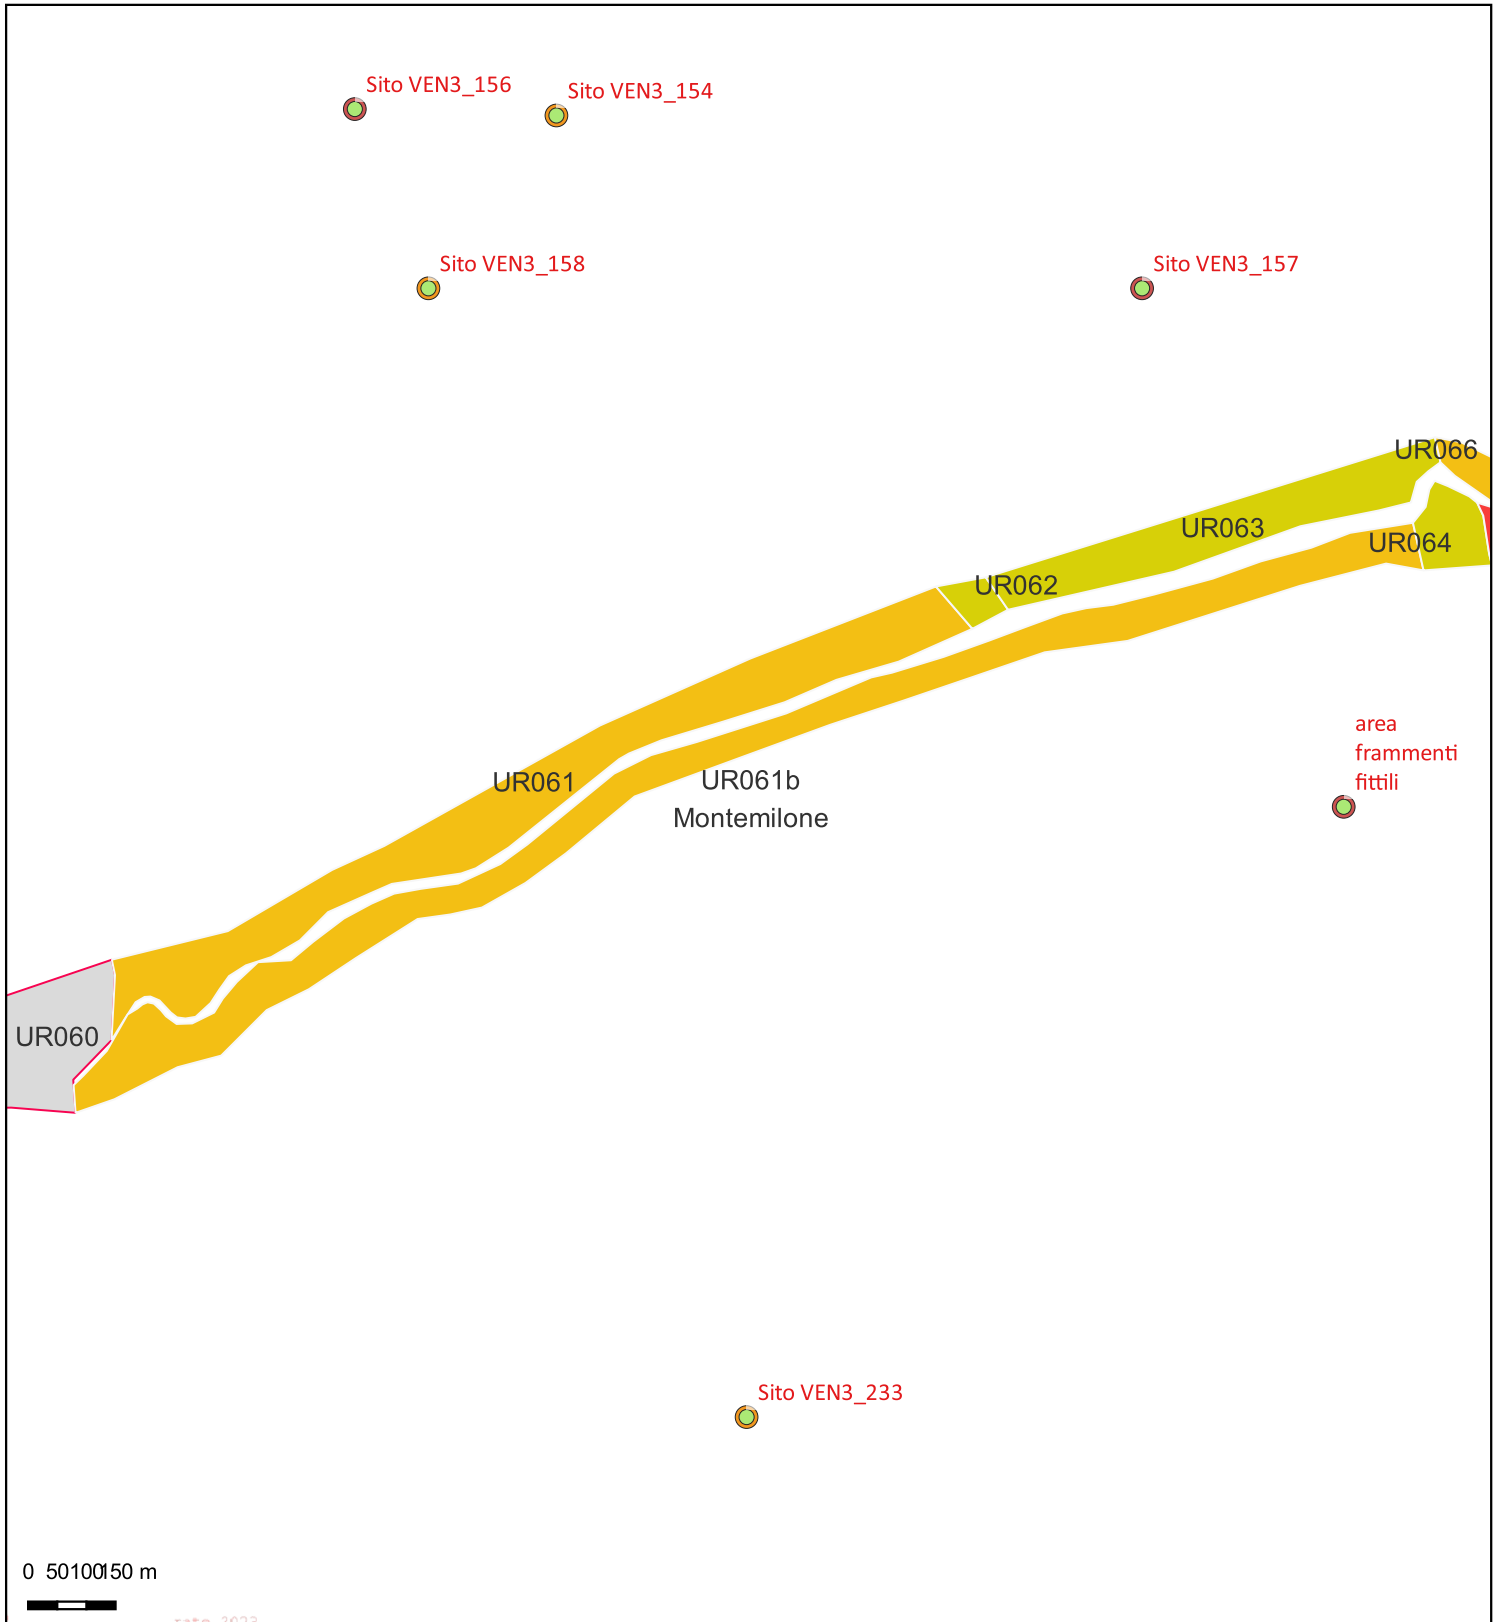 Sito VEN3_156
Sito VEN3_154
Sito VEN3_158
Sito VEN3_157
UR066
UR063
UR064
UR062
area
frammenti
fittili
UR061
UR061b
Montemilone
UR060
Sito VEN3_233
0 50100150 m